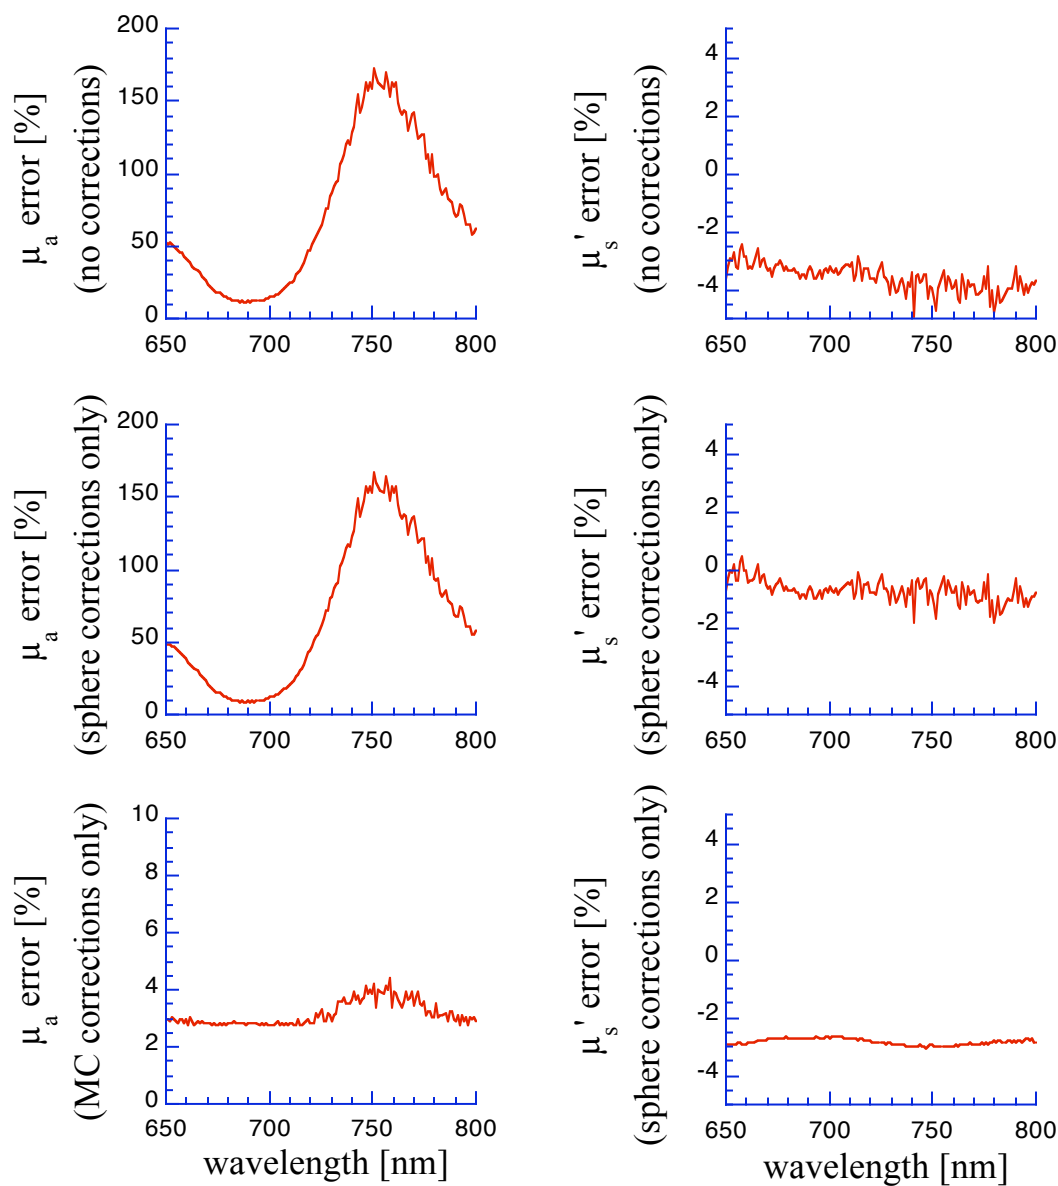 μa error [%]
(no corrections)
200
150
100
50
0
650 700 750 800
μs' error [%]
(no corrections)
4
2
0
-2
-4
650 700 750 800
μa error [%]
(sphere corrections only)
200
150
100
50
0
650 700 750 800
μs' error [%]
(sphere corrections only)
4
2
0
-2
-4
650 700 750 800
μa error [%]
(MC corrections only)
10
8
6
4
2
0
650 700 750 800
wavelength [nm]
μs' error [%]
(sphere corrections only)
4
2
0
-2
-4
650 700 750 800
wavelength [nm]